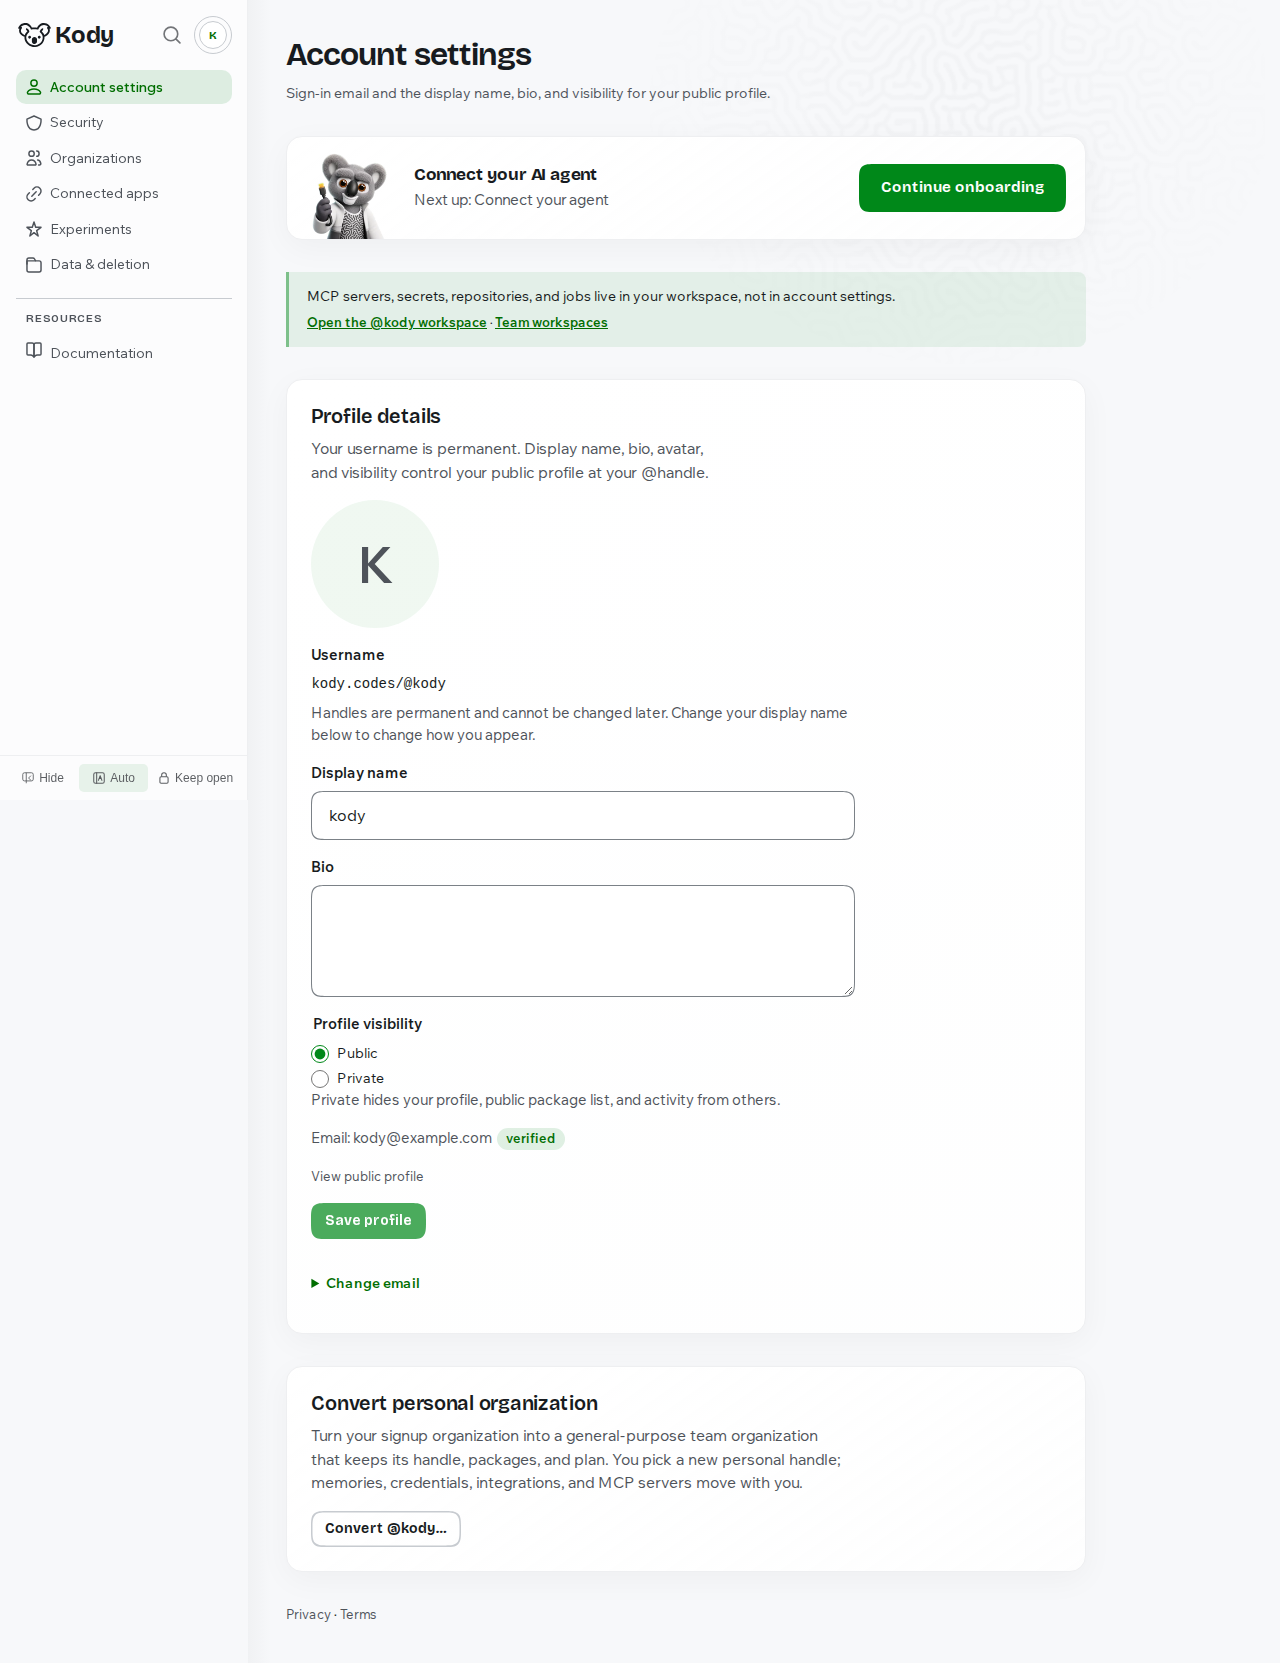 Kody
K
Account settings
Security
Organizations
Connected apps
Experiments
Data & deletion
RESOURCES
Documentation
Hide
Auto
Keep open
Account settings
Sign-in email and the display name, bio, and visibility for your public profile.
Connect your AI agent
Next up: Connect your agent
Continue onboarding
MCP servers, secrets, repositories, and jobs live in your workspace, not in account settings.
Open the @kody workspace · Team workspaces
Profile details
Your username is permanent. Display name, bio, avatar,
and visibility control your public profile at your @handle.
K
Username
kody.codes/@kody
Handles are permanent and cannot be changed later. Change your display name
below to change how you appear.
Display name
kody
Bio
Profile visibility
Public
Private
Private hides your profile, public package list, and activity from others.
Email: kody@example.com verified
View public profile
Save profile
Change email
Convert personal organization
Turn your signup organization into a general-purpose team organization
that keeps its handle, packages, and plan. You pick a new personal handle;
memories, credentials, integrations, and MCP servers move with you.
Convert @kody...
Privacy · Terms